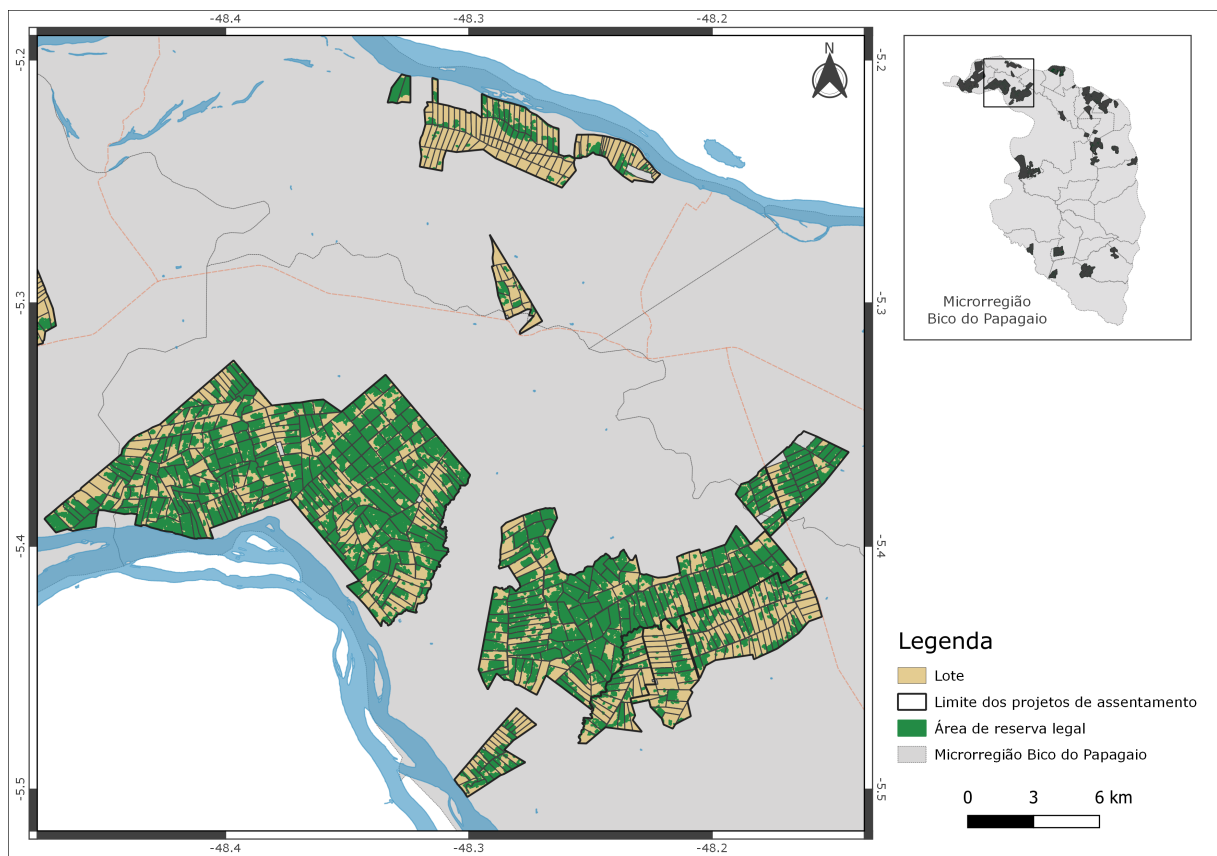 -48.4
-48.3
-48.2
-5.2
-5.2
N
Microrregião
Bico do Papagaio
-5.3
-5.3
-5.4
-5.4
Legenda
Lote
Limite dos projetos de assentamento
Área de reserva legal
Microrregião Bico do Papagaio
-5.5
-5.5
0 3 6 km
-48.4
-48.3
-48.2